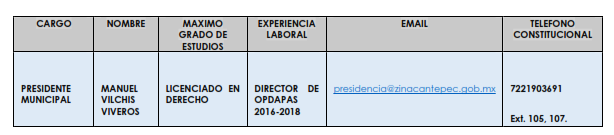 CARGO
NOMBRE
MAXIMO
GRADO DE
ESTUDIOS
EXPERIENCIA
LABORAL
EMAIL
TELEFONO
CONSTITUCIONAL
PRESIDENTE
MUNICIPAL
MANUEL
VILCHIS
VIVEROS
LICENCIADO EN
DERECHO
DIRECTOR DE
OPDAPAS
2016-2018
presidencia@zinacantepec.gob.mx
7221903691
Ext. 105, 107.